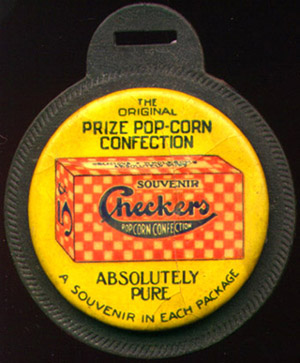 THE
ORIGINAL
PRIZE POP-CORN
CONFECTION
5¢
SOUVENIR
Checkers
POP CORN CONFECTION
ABSOLUTELY
PURE
A SOUVENIR IN EACH PACKAGE